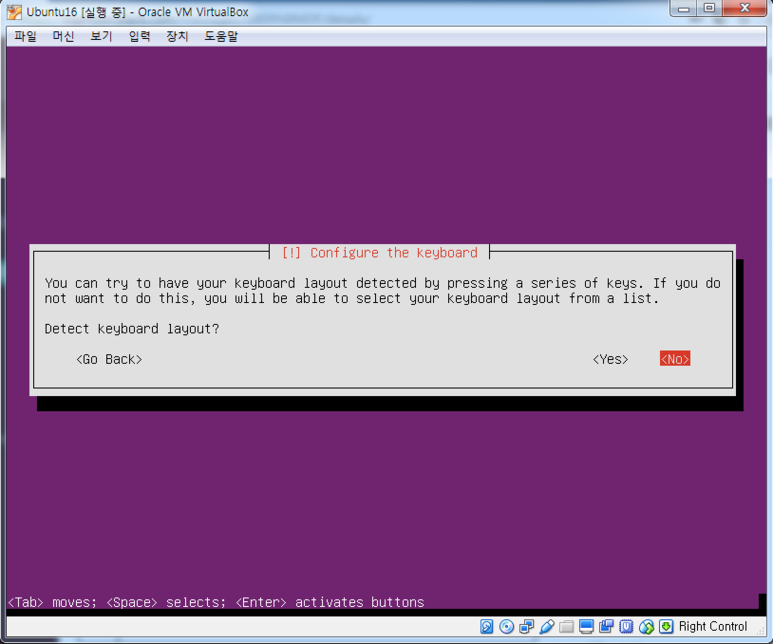 Ubuntu16 [실행 중] - Oracle VM VirtualBox
파일 머신 보기 입력 장치 도움말
[!] Configure the keyboard
You can try to have your keyboard layout detected by pressing a series of keys. If you do
not want to do this, you will be able to select your keyboard layout from a list.
Detect keyboard layout?
<Go Back> <Yes> <No>
<Tab> moves; <Space> selects; <Enter> activates buttons
Right Control